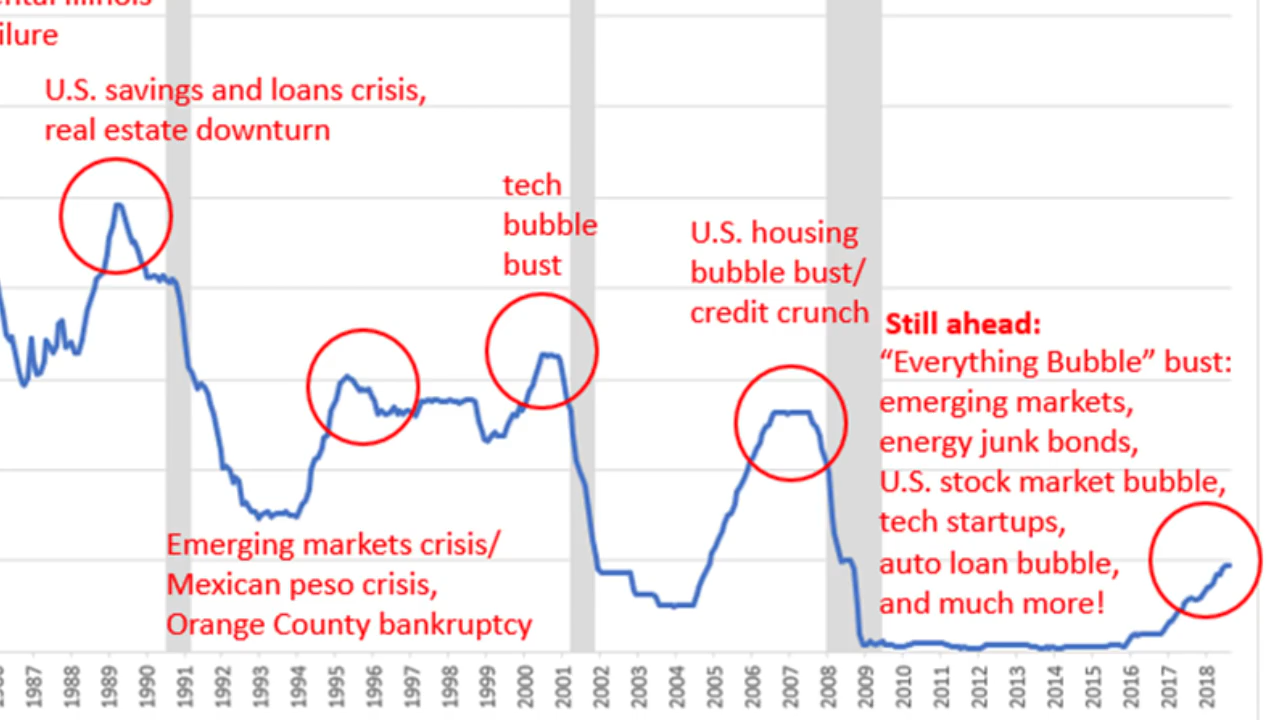 ental Illinois
ilure
U.S. savings and loans crisis,
real estate downturn
tech
bubble
bust
U.S. housing
bubble bust/
credit crunch
Still ahead:
“Everything Bubble” bust:
emerging markets,
energy junk bonds,
U.S. stock market bubble,
tech startups,
auto loan bubble,
and much more!
Emerging markets crisis/
Mexican peso crisis,
Orange County bankruptcy
1987
1988
1989
1990
1991
1992
1993
1994
1995
1996
1997
1998
1999
2000
2001
2002
2003
2004
2005
2006
2007
2008
2009
2010
2011
2012
2013
2014
2015
2016
2017
2018